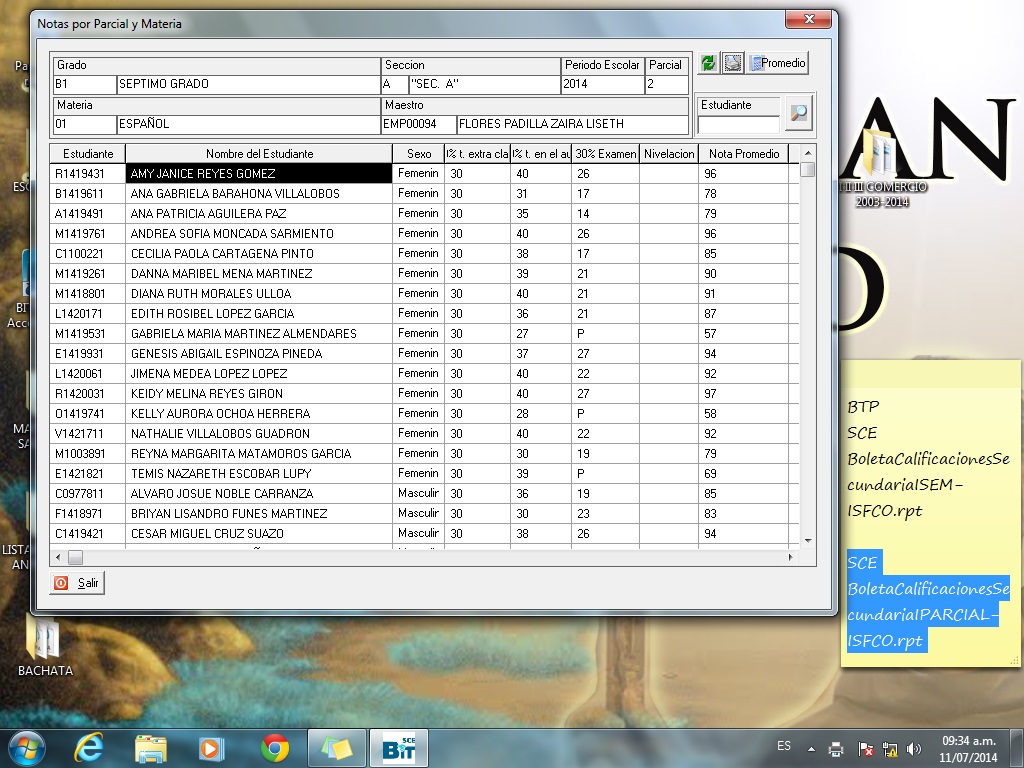 Notas por Parcial y Materia
Grado Seccion Periodo Escolar Parcial
B1 SEPTIMO GRADO A "SEC. A" 2014 2
Materia Maestro
01 ESPAÑOL EMP00094 FLORES PADILLA ZAIRA LISETH
Promedio
Estudiante
Estudiante Nombre del Estudiante Sexo % t. extra cla % t. en el au 30% Examen Nivelacion Nota Promedio
R1419431 AMY JANICE REYES GOMEZ Femenin 30 40 26 96
B1419611 ANA GABRIELA BARAHONA VILLALOBOS Femenin 30 31 17 78
A1419491 ANA PATRICIA AGUILERA PAZ Femenin 30 35 14 79
M1419761 ANDREA SOFIA MONCADA SARMIENTO Femenin 30 40 26 96
C1100221 CECILIA PAOLA CARTAGENA PINTO Femenin 30 38 17 85
M1419261 DANNA MARIBEL MENA MARTINEZ Femenin 30 39 21 90
M1418801 DIANA RUTH MORALES ULLOA Femenin 30 40 21 91
L1420171 EDITH ROSIBEL LOPEZ GARCIA Femenin 30 36 21 87
M1419531 GABRIELA MARIA MARTINEZ ALMENDARES Femenin 30 27 P 57
E1419931 GENESIS ABIGAIL ESPINOZA PINEDA Femenin 30 37 27 94
L1420061 JIMENA MEDEA LOPEZ LOPEZ Femenin 30 40 22 92
R1420031 KEIDY MELINA REYES GIRON Femenin 30 40 27 97
O1419741 KELLY AURORA OCHOA HERRERA Femenin 30 28 P 58
V1421711 NATHALIE VILLALOBOS GUADRON Femenin 30 40 22 92
M1003891 REYNA MARGARITA MATAMOROS GARCIA Femenin 30 30 19 79
E1421821 TEMIS NAZARETH ESCOBAR LUPY Femenin 30 39 P 69
C0977811 ALVARO JOSUE NOBLE CARRANZA Masculin 30 36 19 85
F1418971 BRIYAN LISANDRO FUNES MARTINEZ Masculin 30 30 23 83
C1419421 CESAR MIGUEL CRUZ SUAZO Masculin 30 38 26 94
Salir
AN
O
I II III COMERCIO
2003-2014
BTP
SCE
BoletaCalificacionesSe
cundariaISEM-
ISFCO.rpt
SCE
BoletaCalificacionesSe
cundariaIPARCIAL-
ISFCO.rpt
BACHATA
SCE
BIT
ES
09:34 a.m.
11/07/2014